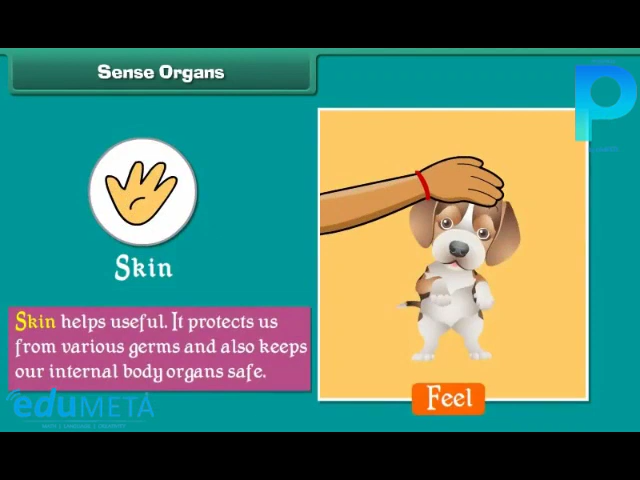 Sense Organs
P
Skin
Skin helps useful. It protects us
from various germs and also keeps
our internal body organs safe.
Feel
eduMETA